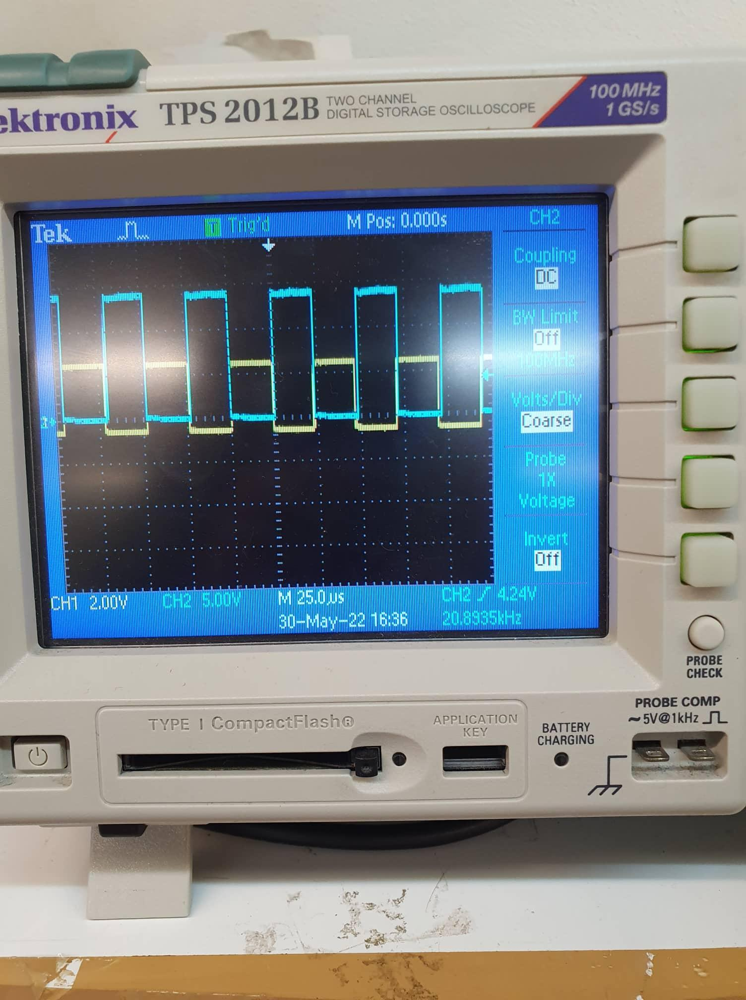 ektronix TPS 2012B TWO CHANNEL
DIGITAL STORAGE OSCILLOSCOPE
100 MHz
1 GS/s
Tek
T Trig'd
M Pos: 0.000s
CH2
Coupling
DC
BW Limit
Off
100MHz
Volts/Div
Coarse
Probe
1X
Voltage
Invert
Off
2
CH1 2.00V
CH2 5.00V
M 25.0µs
CH2 / 4.24V
30-May-22 16:36
20.8935kHz
PROBE
CHECK
PROBE COMP
~5V@1kHz
TYPE I CompactFlash®
APPLICATION
KEY
BATTERY
CHARGING